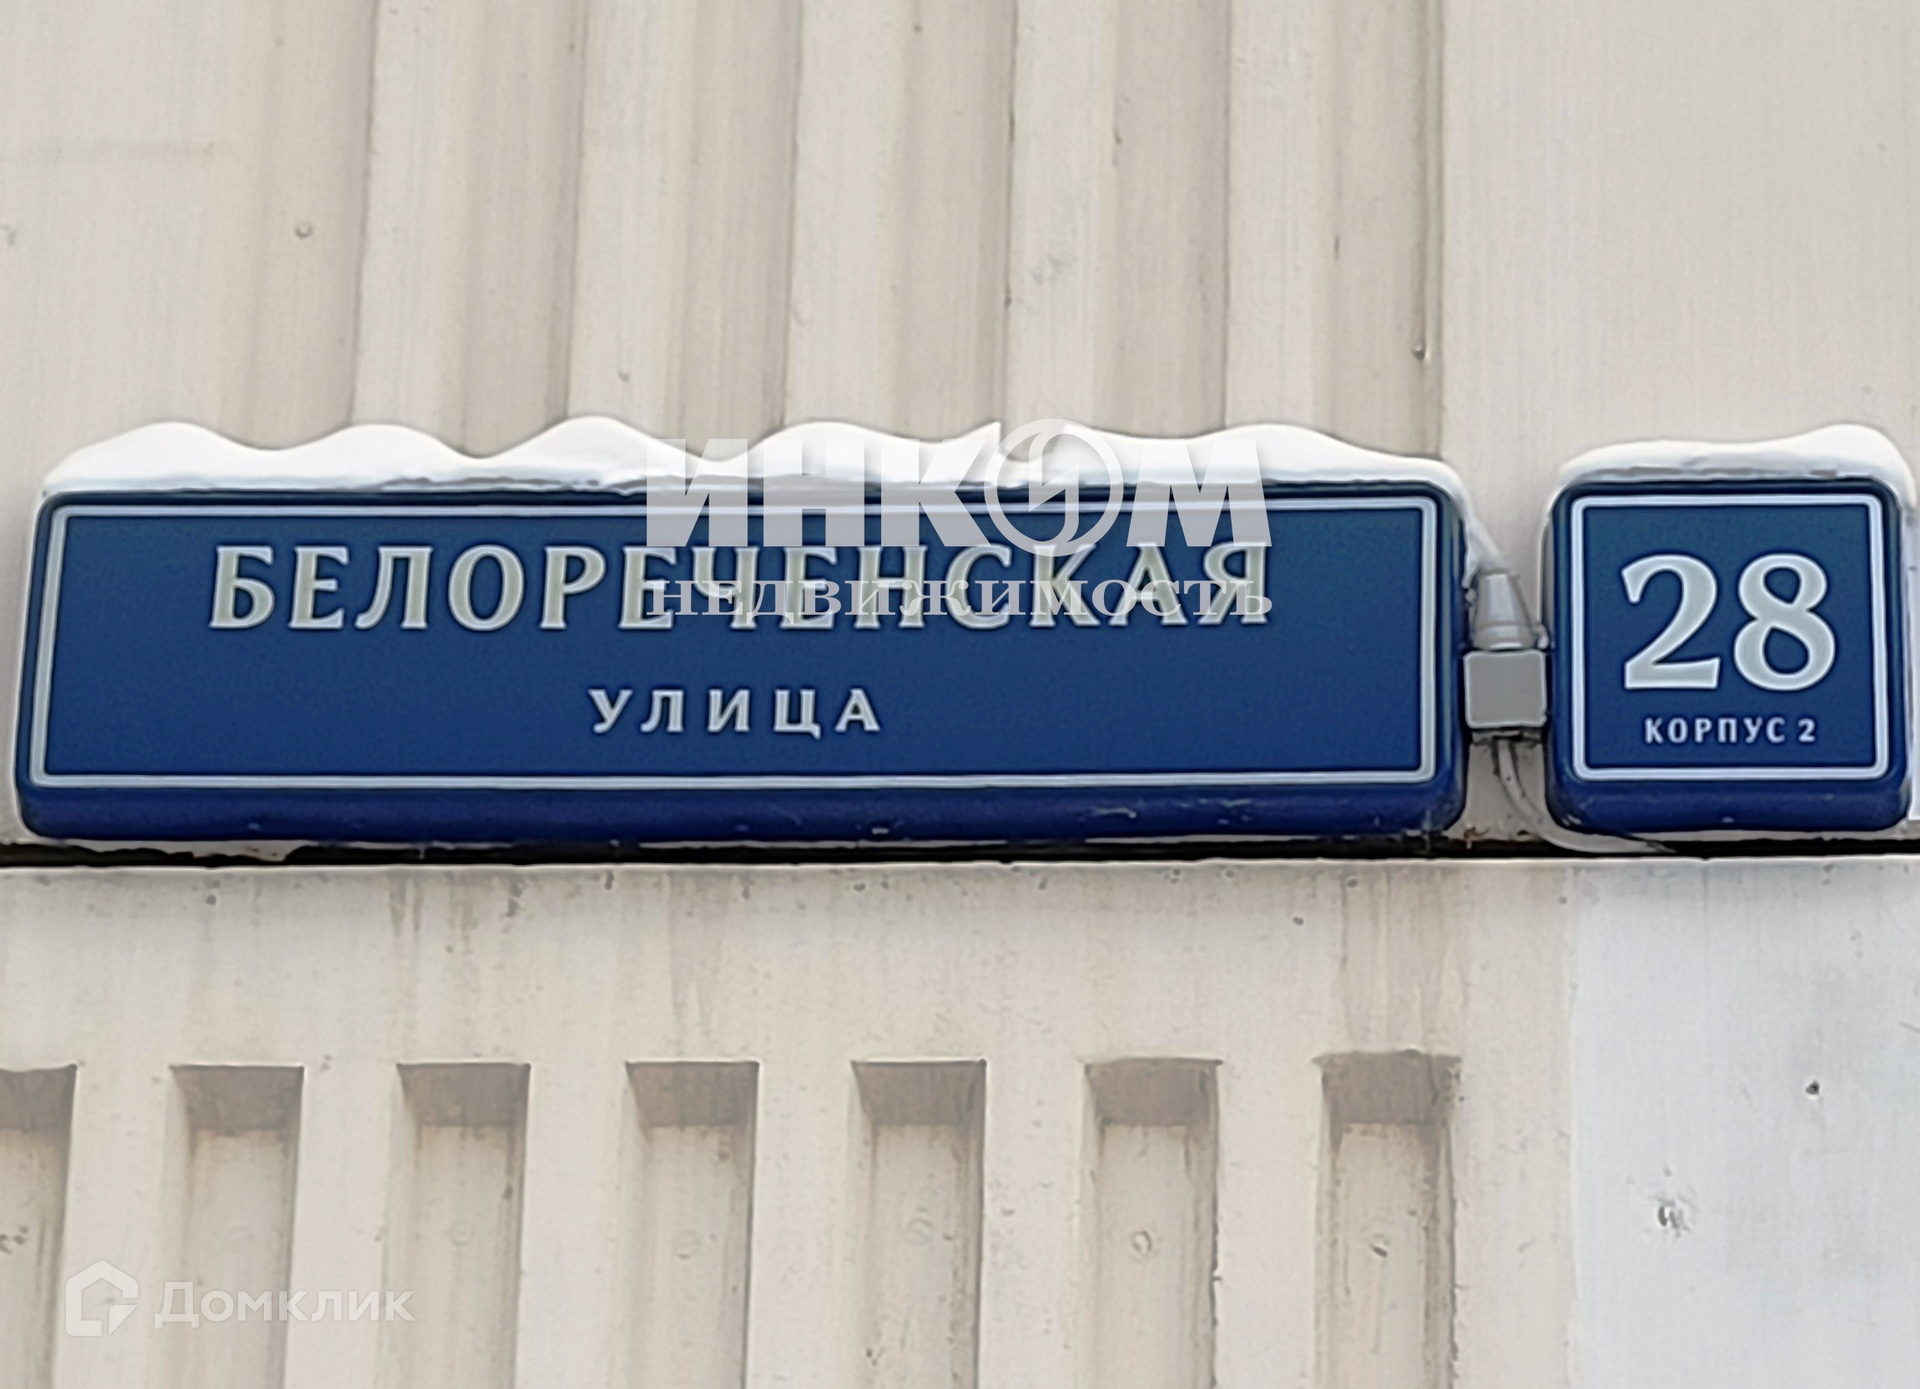 ИНКОМ
БЕЛОРЕЧЕНСКАЯ
НЕДВИЖИМОСТЬ
УЛИЦА
28
КОРПУС 2
Домклик